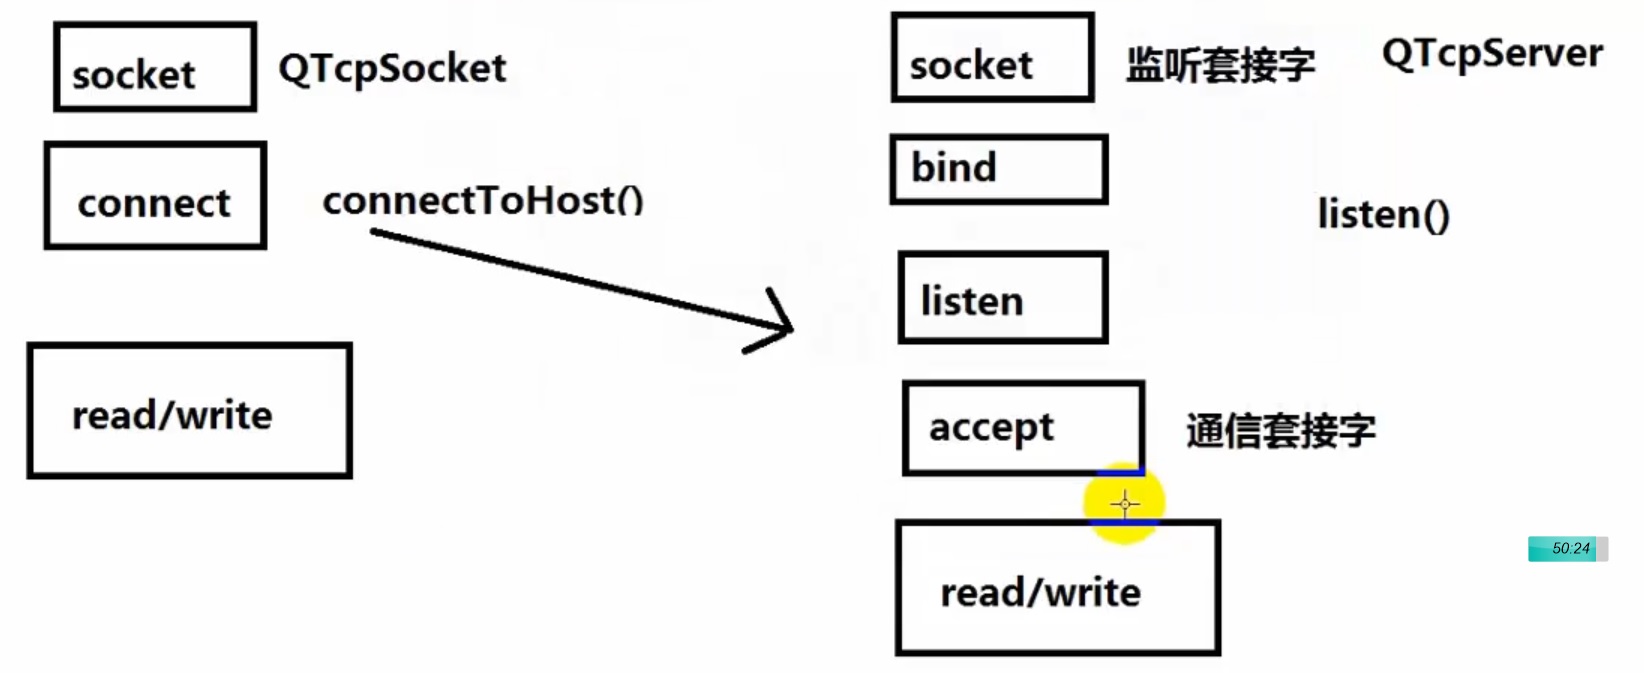 socket QTcpSocket
connect connectToHost()
read/write
socket 监听套接字 QTcpServer
bind
listen()
listen
accept 通信套接字
read/write
50:24